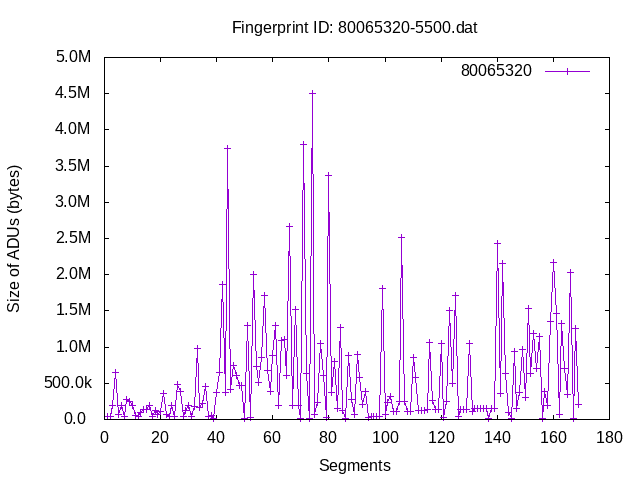 Fingerprint ID: 80065320-5500.dat
80065320
5.0M
4.5M
4.0M
3.5M
3.0M
2.5M
2.0M
1.5M
1.0M
500.0k
0.0
Size of ADUs (bytes)
0 20 40 60 80 100 120 140 160 180
Segments